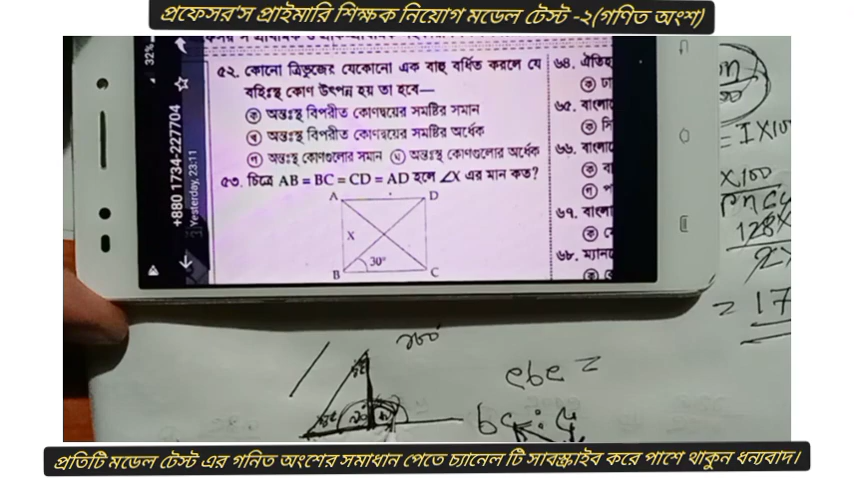 প্রফেসর'স প্রাইমারি শিক্ষক নিয়োগ মডেল টেস্ট -২(গণিত অংশ)
32%
+880 1734-227704
Yesterday, 23:11
৫২. কোনো ত্রিভুজের যেকোনো এক বাহু বর্ধিত করলে যে
বহিঃস্থ কোণ উৎপন্ন হয় তা হবে—
ক অন্তঃস্থ বিপরীত কোণদ্বয়ের সমষ্টির সমান
খ অন্তঃস্থ বিপরীত কোণদ্বয়ের সমষ্টির অর্ধেক
গ অন্তঃস্থ কোণগুলোর সমান ঘ অন্তঃস্থ কোণগুলোর অর্ধেক
৫৩. চিত্রে AB = BC = CD = AD হলে ∠X এর মান কত?
A D
X
30°
B C
৬৪. ঐতিহ
ক ঢা
৬৫. বাংলা
ক সি
৬৬. বাংলা
ক বা
গ প
৬৭. বাংলা
৬৮. ম্যান
x100
= 17
প্রতিটি মডেল টেস্ট এর গনিত অংশের সমাধান পেতে চ্যানেল টি সাবস্ক্রাইব করে পাশে থাকুন ধন্যবাদ।